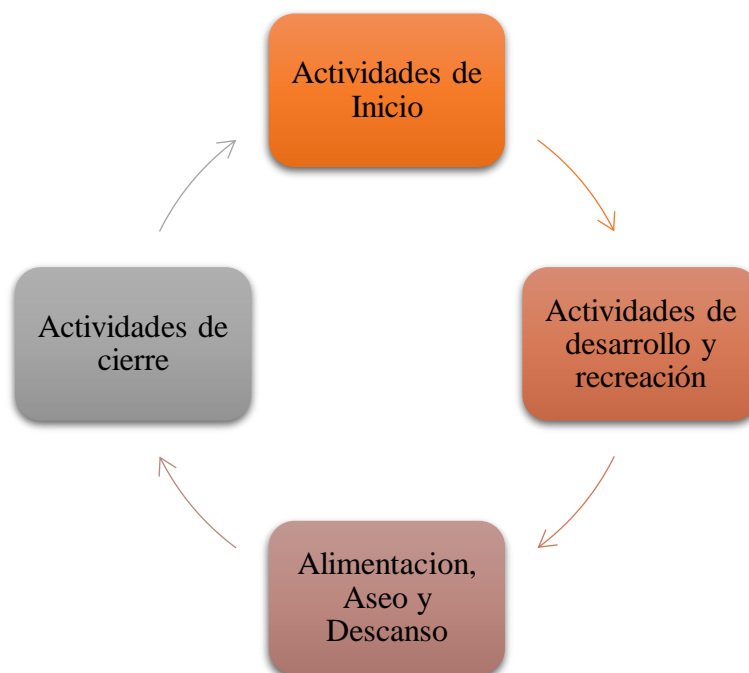 Actividades de
Inicio
Actividades de
desarrollo y
recreación
Alimentacion,
Aseo y
Descanso
Actividades de
cierre